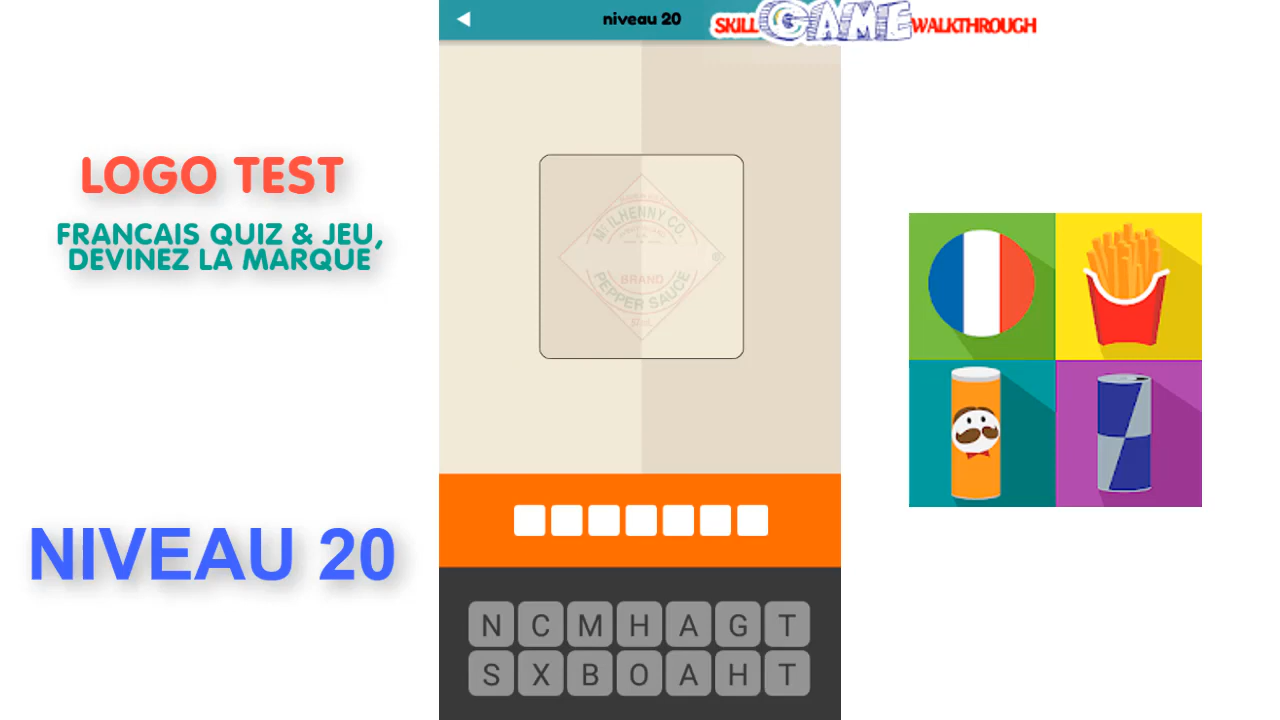 niveau 20
SKILL GAME WALKTHROUGH
LOGO TEST
FRANCAIS QUIZ & JEU,
DEVINEZ LA MARQUE
McILHENNY CO.
BRAND
PEPPER SAUCE
NIVEAU 20
N C M H A G T
S X B O A H T